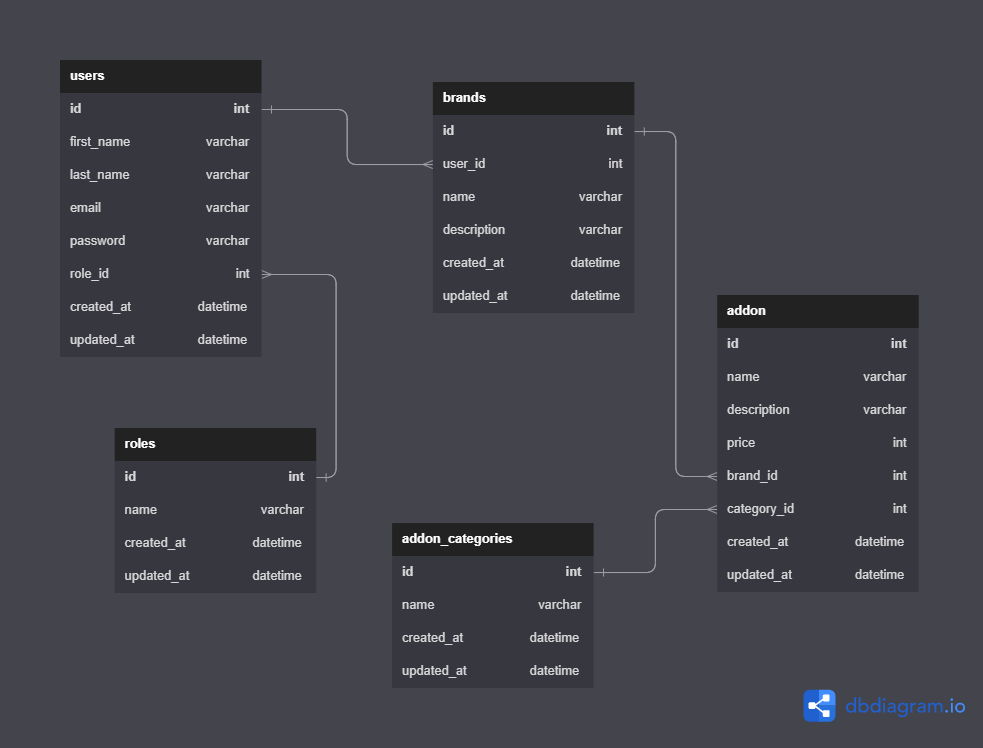 users
id int
first_name varchar
last_name varchar
email varchar
password varchar
role_id int
created_at datetime
updated_at datetime
brands
id int
user_id int
name varchar
description varchar
created_at datetime
updated_at datetime
addon
id int
name varchar
description varchar
price int
brand_id int
category_id int
created_at datetime
updated_at datetime
roles
id int
name varchar
created_at datetime
updated_at datetime
addon_categories
id int
name varchar
created_at datetime
updated_at datetime
dbdiagram.io